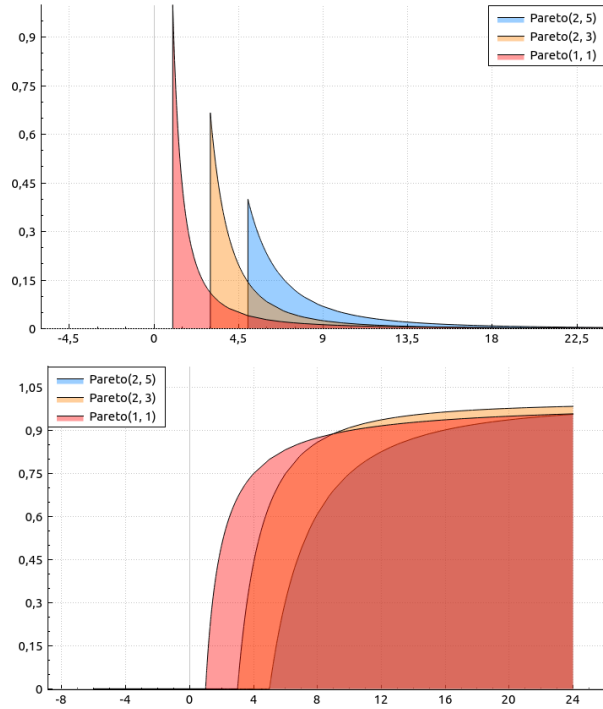 Pareto(2, 5)
Pareto(2, 3)
Pareto(1, 1)
0,9
0,75
0,6
0,45
0,3
0,15
0
-4,5 0 4,5 9 13,5 18 22,5
Pareto(2, 5)
Pareto(2, 3)
Pareto(1, 1)
1,05
0,9
0,75
0,6
0,45
0,3
0,15
0
-8 -4 0 4 8 12 16 20 24